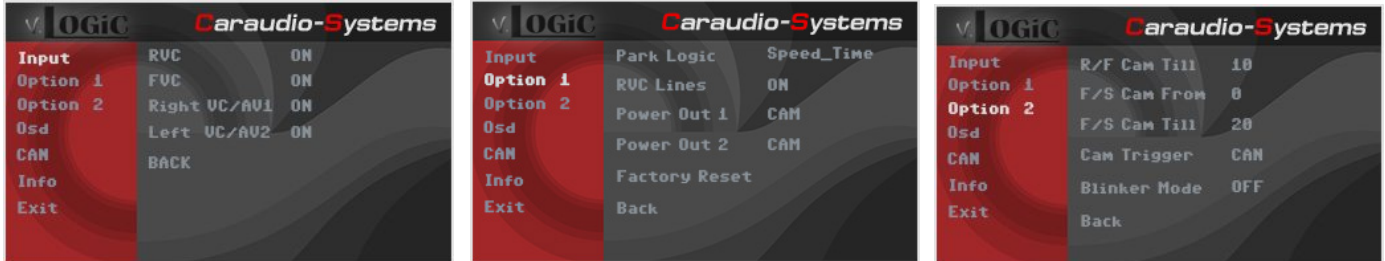 v.LOGiC Caraudio-Systems
Input RVC ON
Option 1 FVC ON
Option 2 Right VC/AV1 ON
Osd Left VC/AV2 ON
CAN BACK
Info
Exit
v.LOGiC Caraudio-Systems
Input Park Logic Speed_Time
Option 1 RVC Lines ON
Option 2 Power Out 1 CAM
Osd Power Out 2 CAM
CAN
Info Factory Reset
Exit Back
v.LOGiC Caraudio-Systems
Input R/F Cam Till 10
Option 1 F/S Cam From 0
Option 2 F/S Cam Till 20
Osd
CAN Cam Trigger CAN
Info Blinker Mode OFF
Exit Back